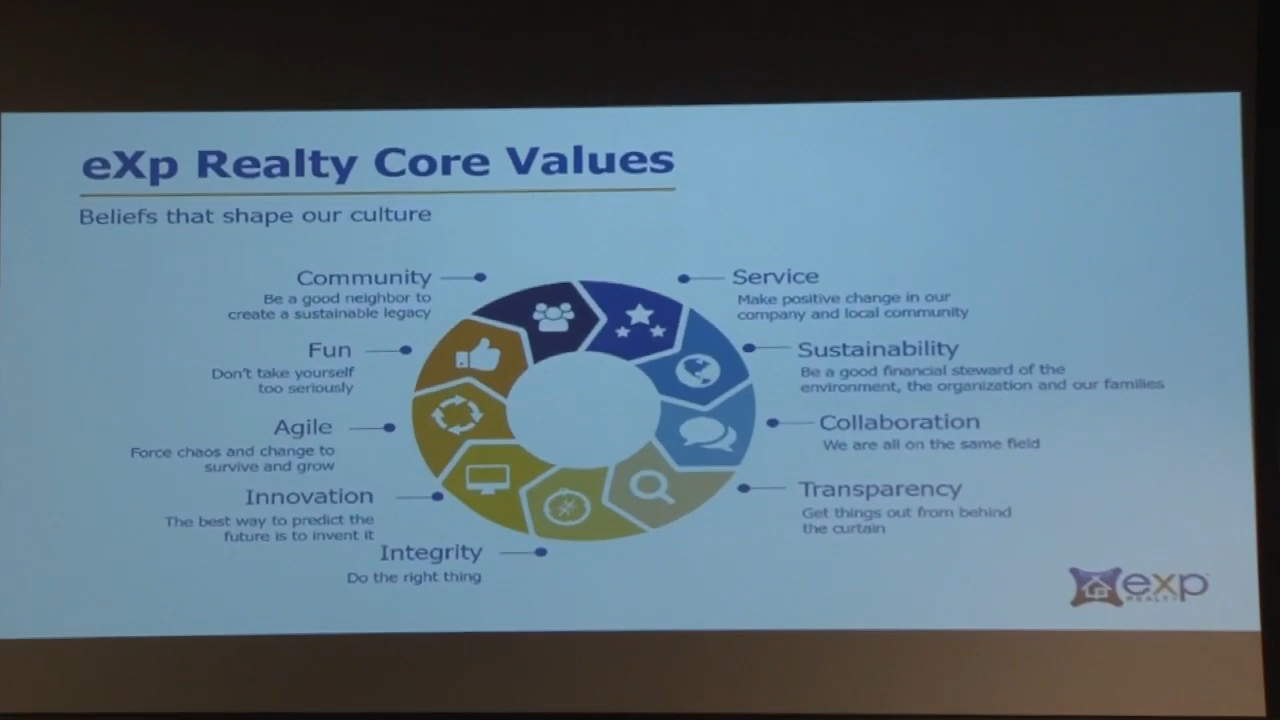 eXp Realty Core Values
Beliefs that shape our culture
Community
Be a good neighbor to
create a sustainable legacy
Fun
Don't take yourself
too seriously
Agile
Force chaos and change to
survive and grow
Innovation
The best way to predict the
future is to invent it
Integrity
Do the right thing
Service
Make positive change in our
company and local community
Sustainability
Be a good financial steward of the
environment, the organization and our families
Collaboration
We are all on the same field
Transparency
Get things out from behind
the curtain
exp
REALTY